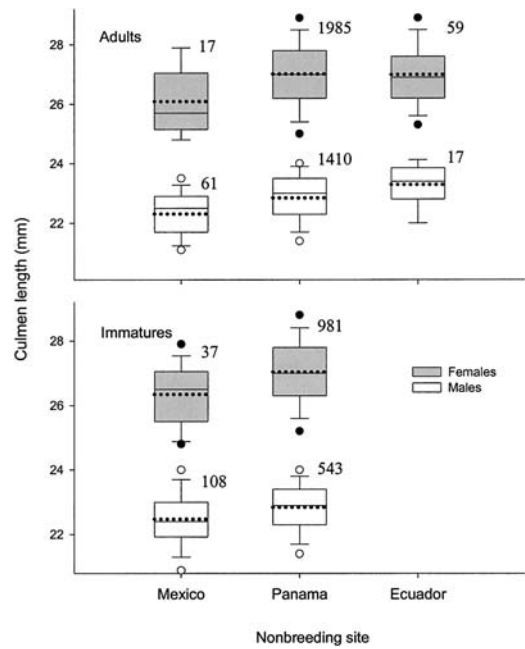 Adults
17
1985
59
28
26
24
61
1410
17
22
Culmen length (mm)
Immatures
37
981
28
Females
Males
26
24
108
543
22
Mexico Panama Ecuador
Nonbreeding site